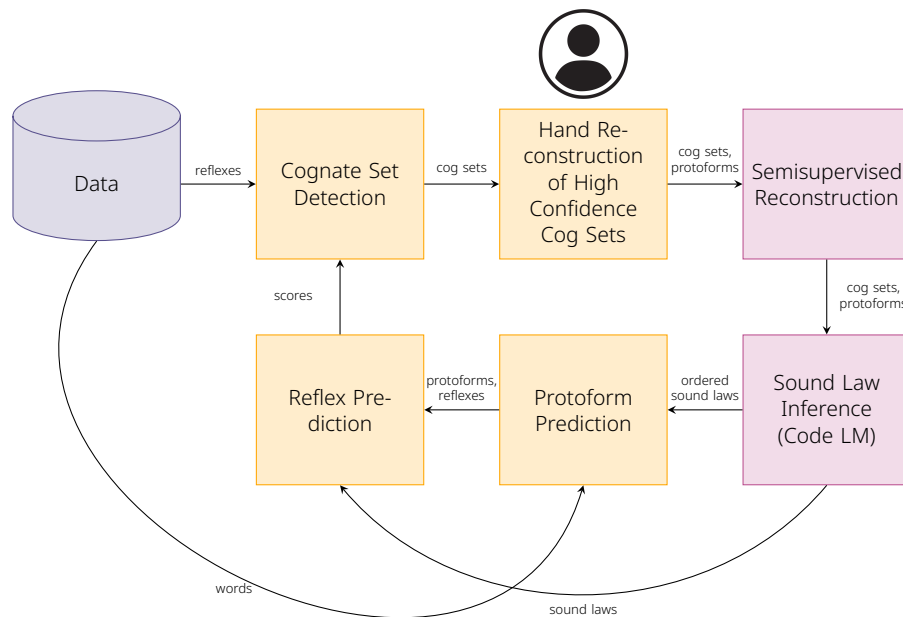 Data
reflexes
Cognate Set
Detection
cog sets
Hand Re-
construction
of High
Confidence
Cog Sets
cog sets,
protoforms
Semisupervised
Reconstruction
cog sets,
protoforms
scores
Reflex Pre-
diction
protoforms,
reflexes
Protoform
Prediction
ordered
sound laws
Sound Law
Inference
(Code LM)
words
sound laws